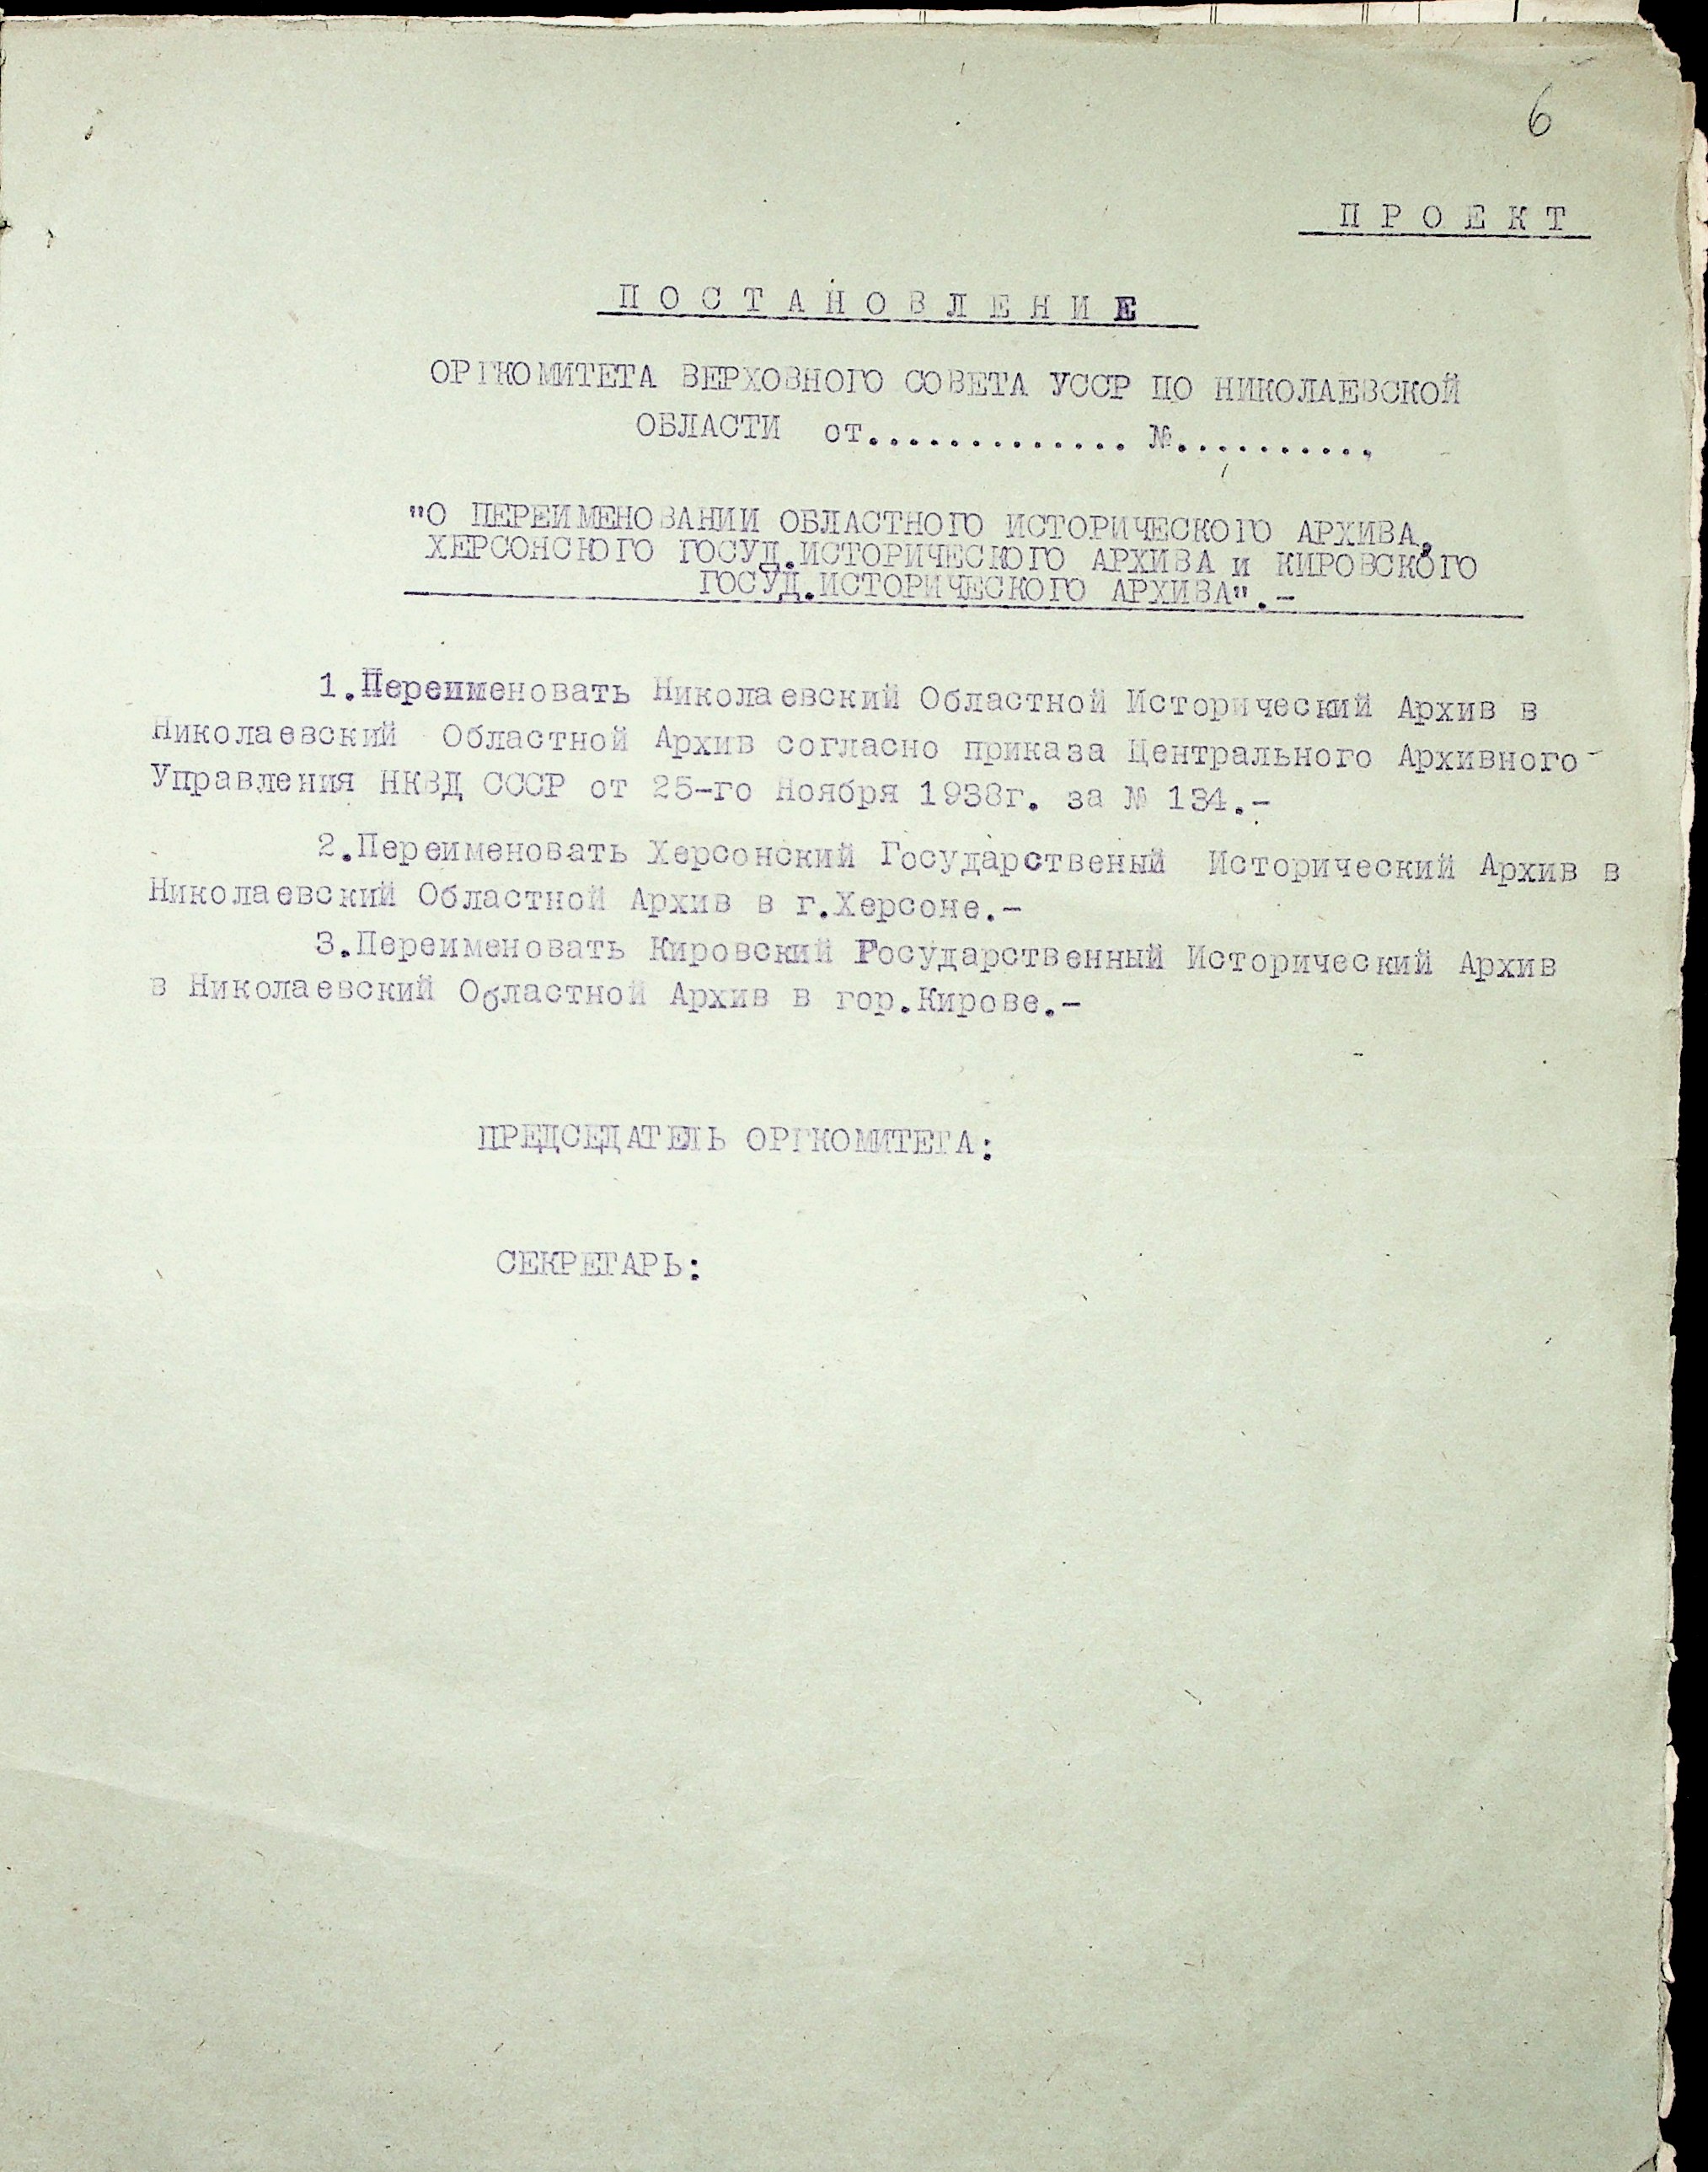 6
П Р О Е К Т
П О С Т А Н О В Л Е Н И Е
ОРГКОМИТЕТА ВЕРХОВНОГО СОВЕТА УССР ПО НИКОЛАЕВСКОЙ
ОБЛАСТИ от............. №..........
"О ПЕРЕИМЕНОВАНИИ ОБЛАСТНОГО ИСТОРИЧЕСКОГО АРХИВА,
ХЕРСОНСКОГО ГОСУД.ИСТОРИЧЕСКОГО АРХИВА и КИРОВСКОГО
ГОСУД.ИСТОРИЧЕСКОГО АРХИВА".-
1.Переименовать Николаевский Областной Исторический Архив в
Николаевский Областной Архив согласно приказа Центрального Архивного
Управления НКВД СССР от 25-го Ноября 1938г. за № 134.-
2.Переименовать Херсонский Государственый Исторический Архив в
Николаевский Областной Архив в г.Херсоне.-
3.Переименовать Кировский Государственный Исторический Архив
в Николаевский Областной Архив в гор.Кирове.-
ПРЕДСЕДАТЕЛЬ ОРГКОМИТЕТА:
СЕКРЕТАРЬ: